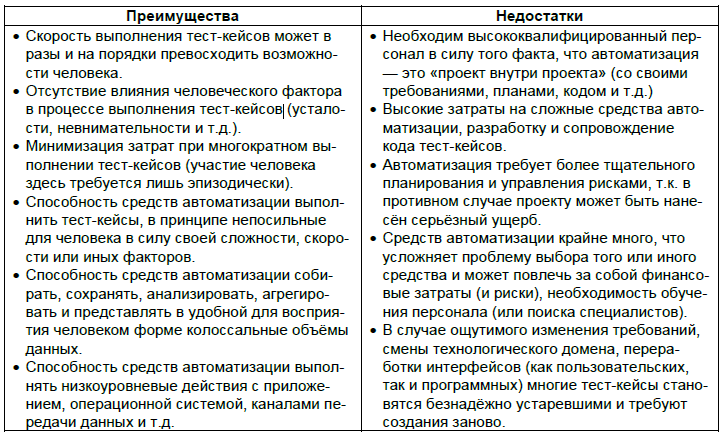 Преимущества
• Скорость выполнения тест-кейсов может в
разы и на порядки превосходить возможно-
сти человека.
• Отсутствие влияния человеческого фактора
в процессе выполнения тест-кейсов (устало-
сти, невнимательности и т.д.).
• Минимизация затрат при многократном вы-
полнении тест-кейсов (участие человека
здесь требуется лишь эпизодически).
• Способность средств автоматизации выпол-
нить тест-кейсы, в принципе непосильные
для человека в силу своей сложности, скоро-
сти или иных факторов.
• Способность средств автоматизации соби-
рать, сохранять, анализировать, агрегиро-
вать и представлять в удобной для восприя-
тия человеком форме колоссальные объёмы
данных.
• Способность средств автоматизации выпол-
нять низкоуровневые действия с приложе-
нием, операционной системой, каналами пе-
редачи данных и т.д.
Недостатки
• Необходим высококвалифицированный пер-
сонал в силу того факта, что автоматизация
— это «проект внутри проекта» (со своими
требованиями, планами, кодом и т.д.)
• Высокие затраты на сложные средства авто-
матизации, разработку и сопровождение
кода тест-кейсов.
• Автоматизация требует более тщательного
планирования и управления рисками, т.к. в
противном случае проекту может быть нане-
сён серьёзный ущерб.
• Средств автоматизации крайне много, что
усложняет проблему выбора того или иного
средства и может повлечь за собой финансо-
вые затраты (и риски), необходимость обуче-
ния персонала (или поиска специалистов).
• В случае ощутимого изменения требований,
смены технологического домена, перера-
ботки интерфейсов (как пользовательских,
так и программных) многие тест-кейсы стано-
вятся безнадёжно устаревшими и требуют
создания заново.